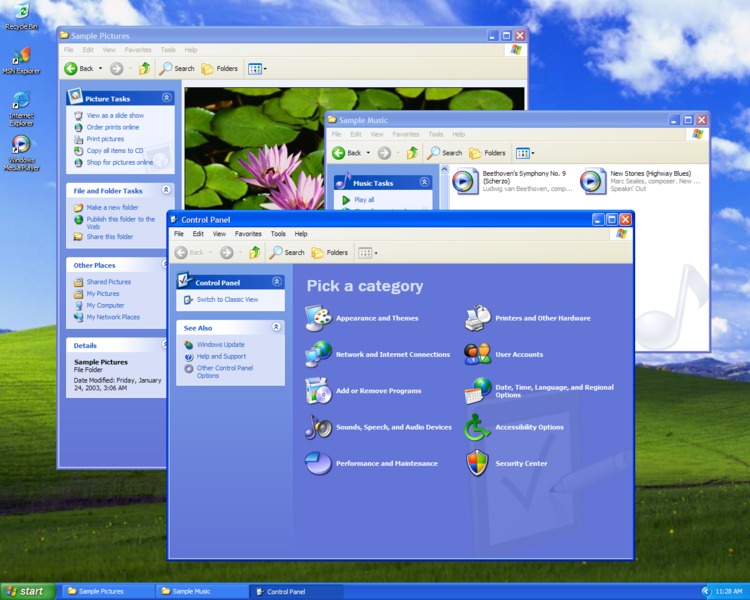 Recycle Bin
MSN Explorer
Internet
Explorer
Windows
Media Player
Sample Pictures
File Edit View Favorites Tools Help
Back Search Folders
Picture Tasks
View as a slide show
Order prints online
Print pictures
Copy all items to CD
Shop for pictures online
File and Folder Tasks
Make a new folder
Publish this folder to the
Web
Share this folder
Other Places
Shared Pictures
My Pictures
My Computer
My Network Places
Details
Sample Pictures
File Folder
Date Modified: Friday, January
24, 2003, 3:06 AM
Sample Music
File Edit View Favorites Tools Help
Back Search Folders
Music Tasks
Play all
Beethoven's Symphony No. 9
(Scherzo)
Ludwig van Beethoven, comp...
New Stories (Highway Blues)
Marc Seales, composer. New ...
Speakin' Out
Control Panel
File Edit View Favorites Tools Help
Back Search Folders
Control Panel
Switch to Classic View
See Also
Windows Update
Help and Support
Other Control Panel
Options
Pick a category
Appearance and Themes
Printers and Other Hardware
Network and Internet Connections
User Accounts
Add or Remove Programs
Date, Time, Language, and Regional
Options
Sounds, Speech, and Audio Devices
Accessibility Options
Performance and Maintenance
Security Center
start Sample Pictures Sample Music Control Panel 11:28 AM